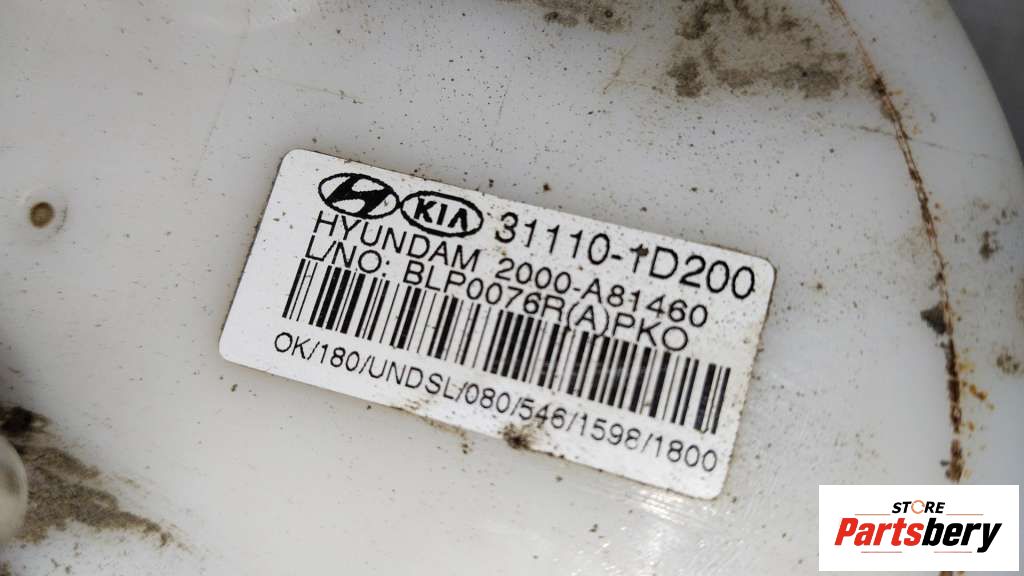 KIA 31110-1D200
HYUNDAM 2000-A81460
L/NO: BLP0076R(A)PKO
OK/180/UNDSL/080/546/1598/1800
STORE
Partsbery